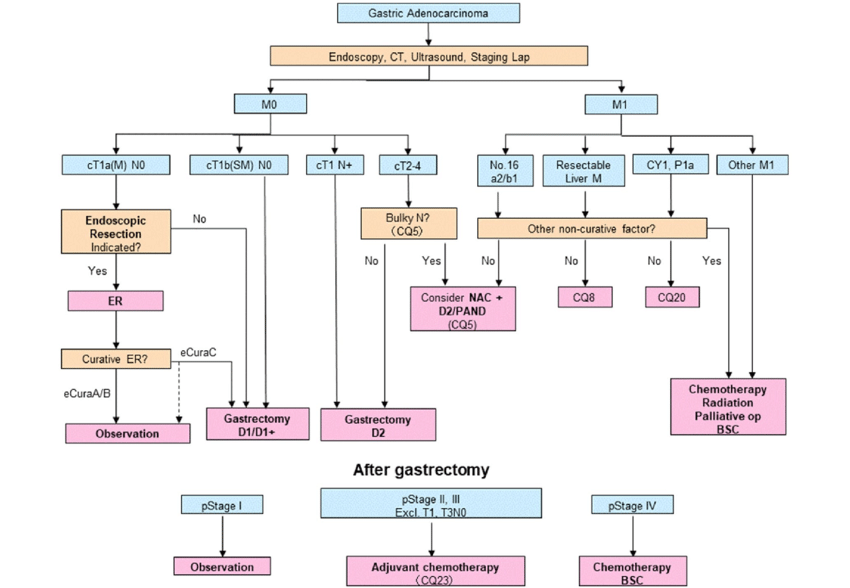 Gastric Adenocarcinoma
Endoscopy, CT, Ultrasound, Staging Lap
M0
M1
cT1a(M) N0
cT1b(SM) N0
cT1 N+
cT2-4
No.16
a2/b1
Resectable
Liver M
CY1, P1a
Other M1
Endoscopic
Resection
Indicated?
No
Bulky N?
(CQ5)
Other non-curative factor?
Yes
No
Yes
No
No
No
Yes
ER
Consider NAC +
D2/PAND
(CQ5)
CQ8
CQ20
Curative ER?
eCuraC
eCuraA/B
Observation
Gastrectomy
D1/D1+
Gastrectomy
D2
Chemotherapy
Radiation
Palliative op
BSC
After gastrectomy
pStage I
pStage II, III
Excl. T1, T3N0
pStage IV
Observation
Adjuvant chemotherapy
(CQ23)
Chemotherapy
BSC